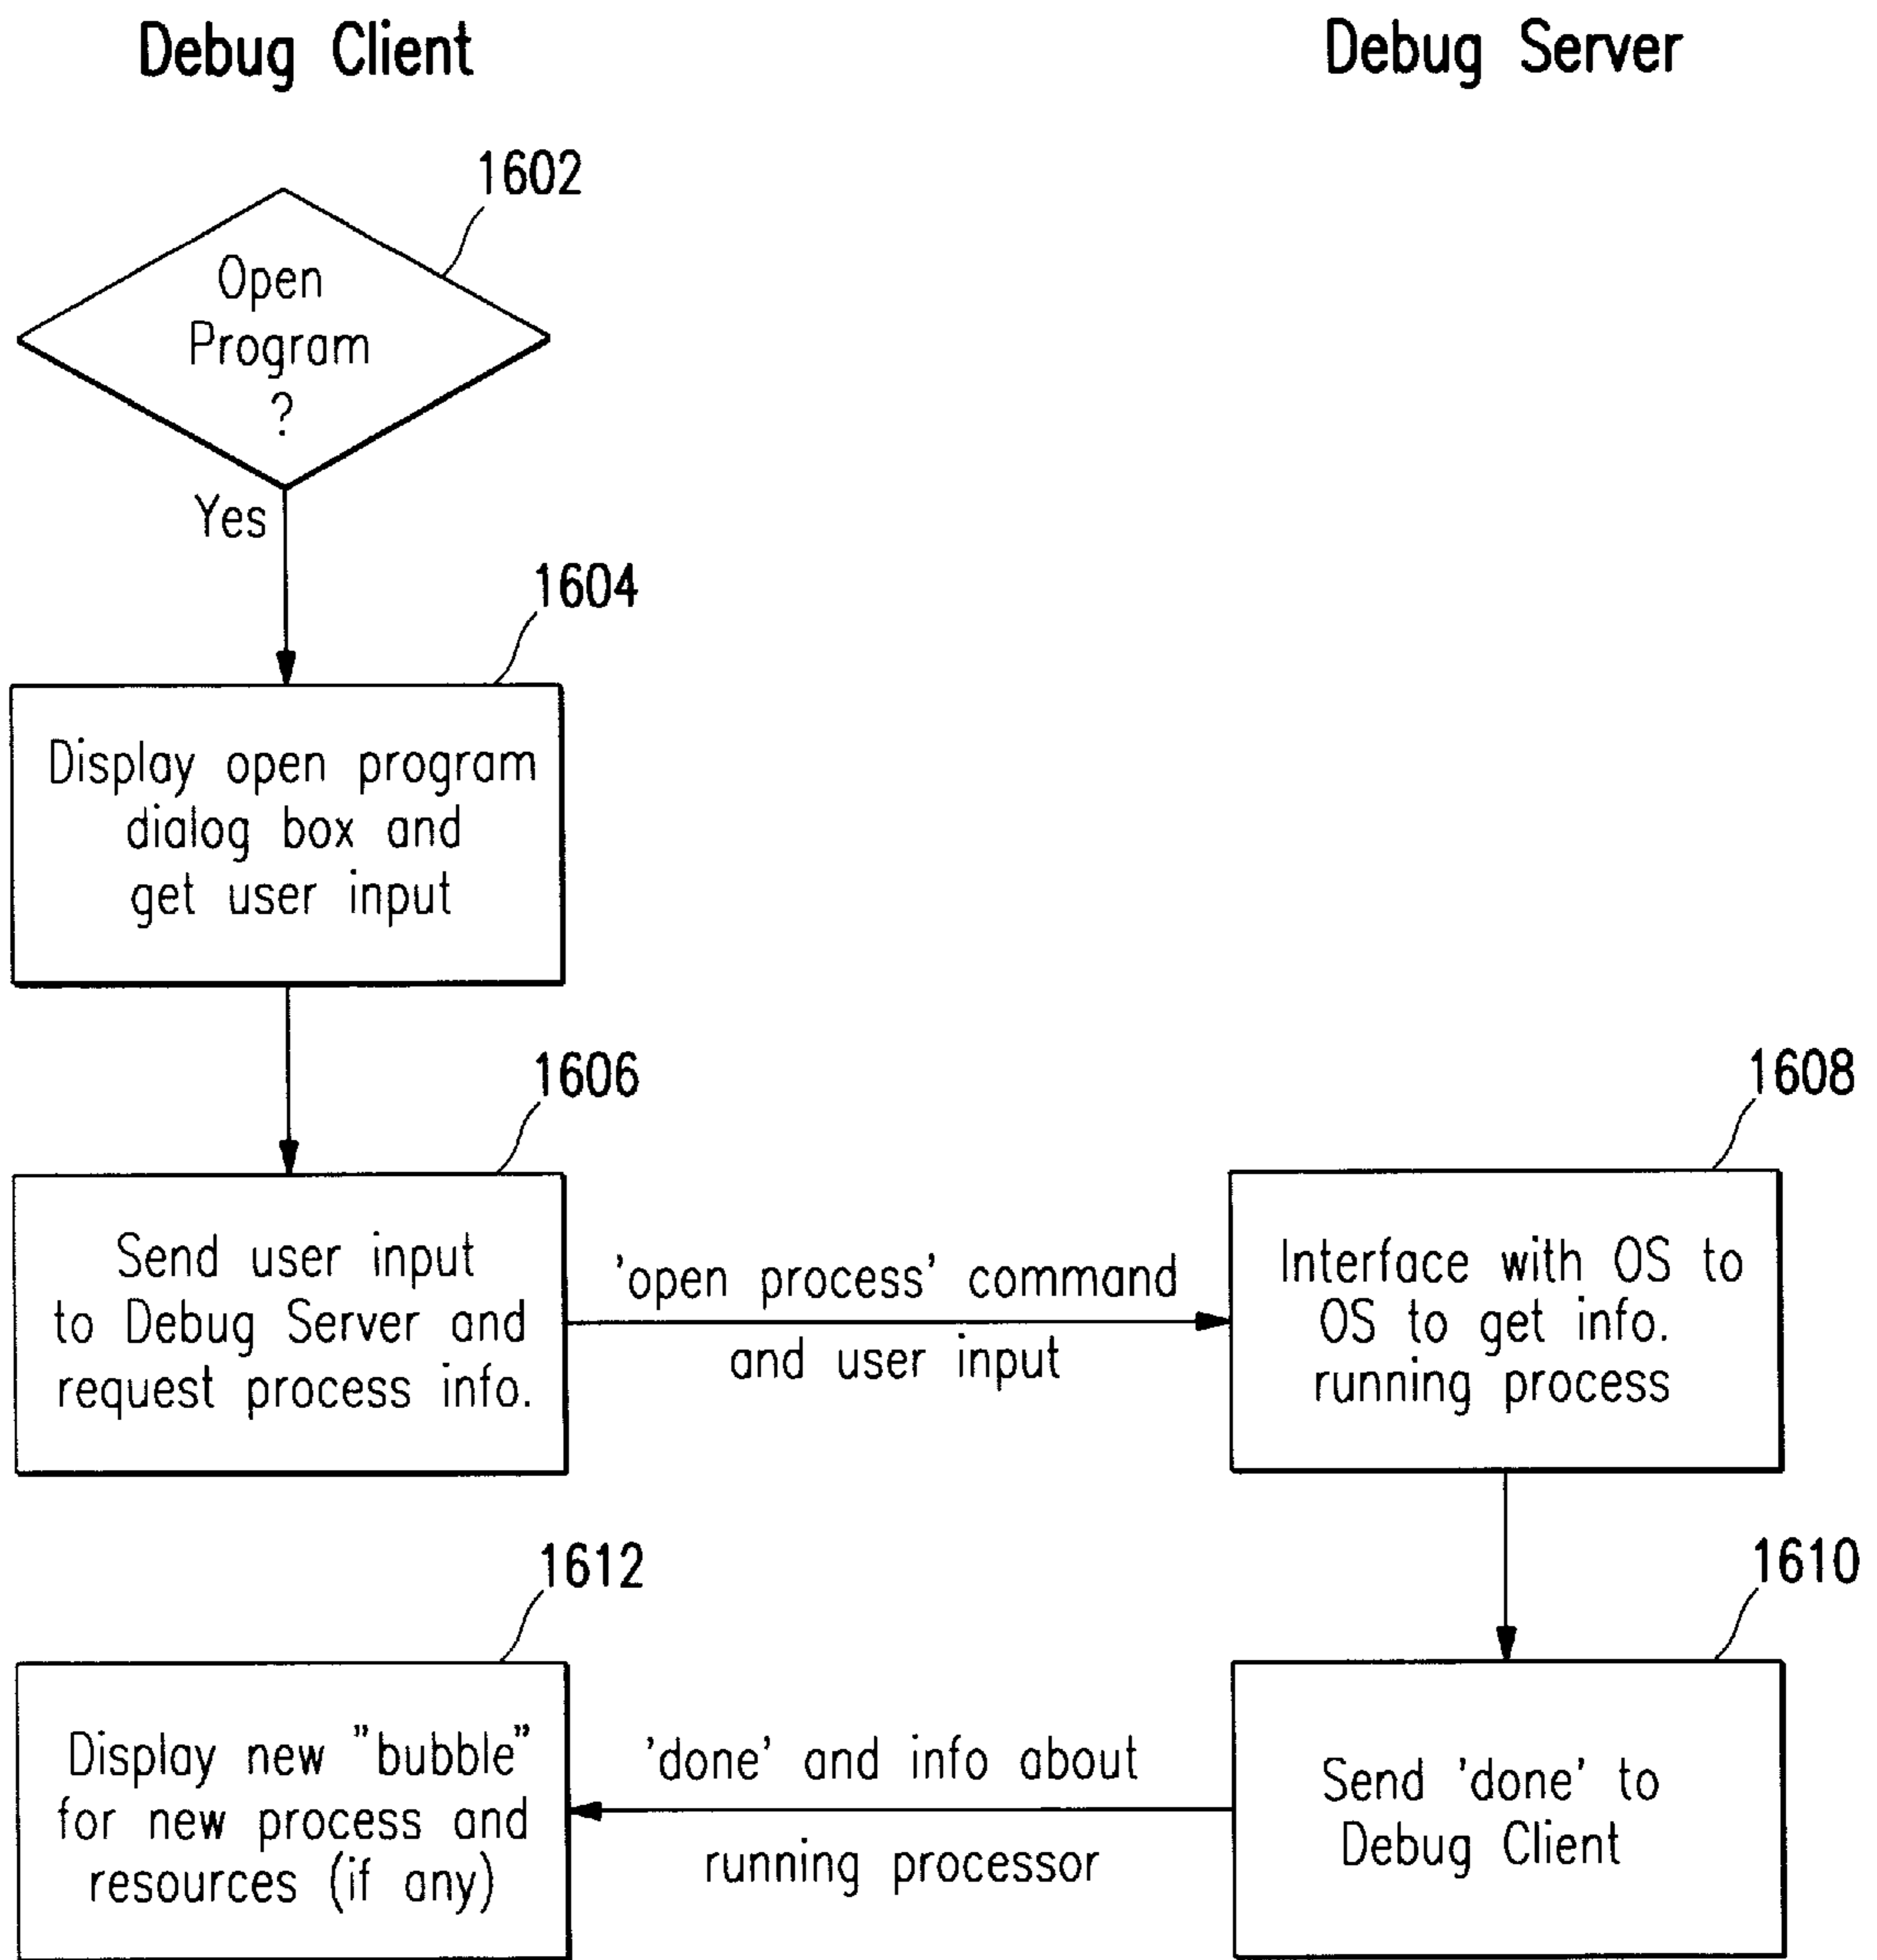 Debug Client
Debug Server
1602
Open
Program
?
Yes
1604
Display open program
dialog box and
get user input
1606
Send user input
to Debug Server and
request process info.
'open process' command
and user input
1608
Interface with OS to
OS to get info.
running process
1610
Send 'done' to
Debug Client
'done' and info about
running processor
1612
Display new "bubble"
for new process and
resources (if any)